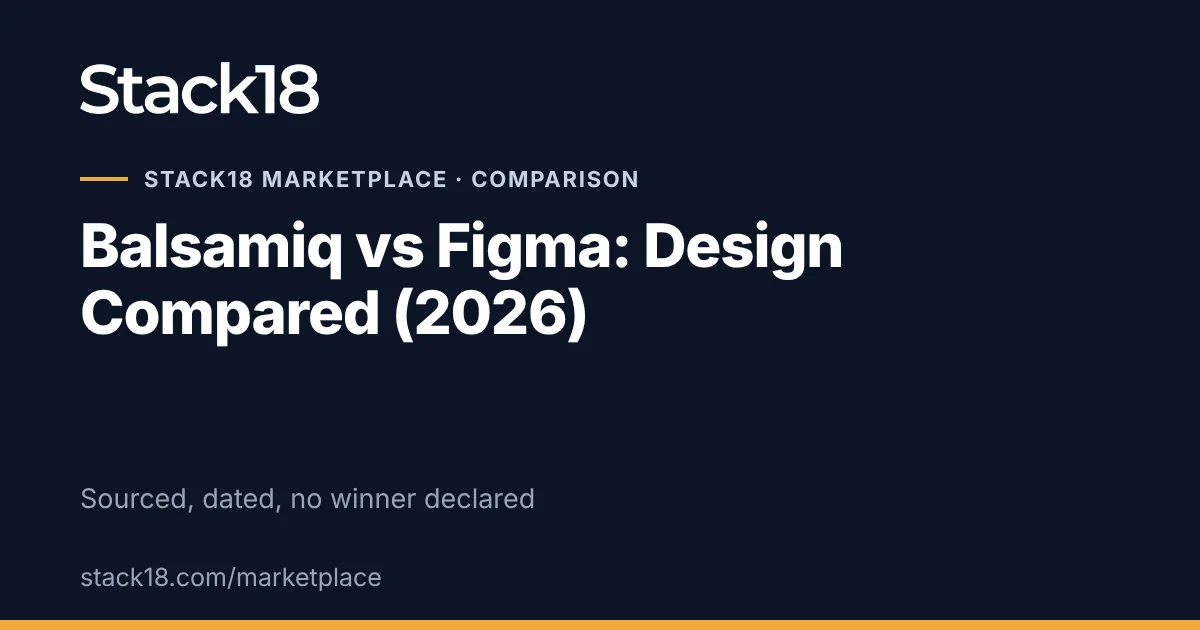 Stack18
STACK18 MARKETPLACE · COMPARISON
Balsamiq vs Figma: Design
Compared (2026)
Sourced, dated, no winner declared
stack18.com/marketplace